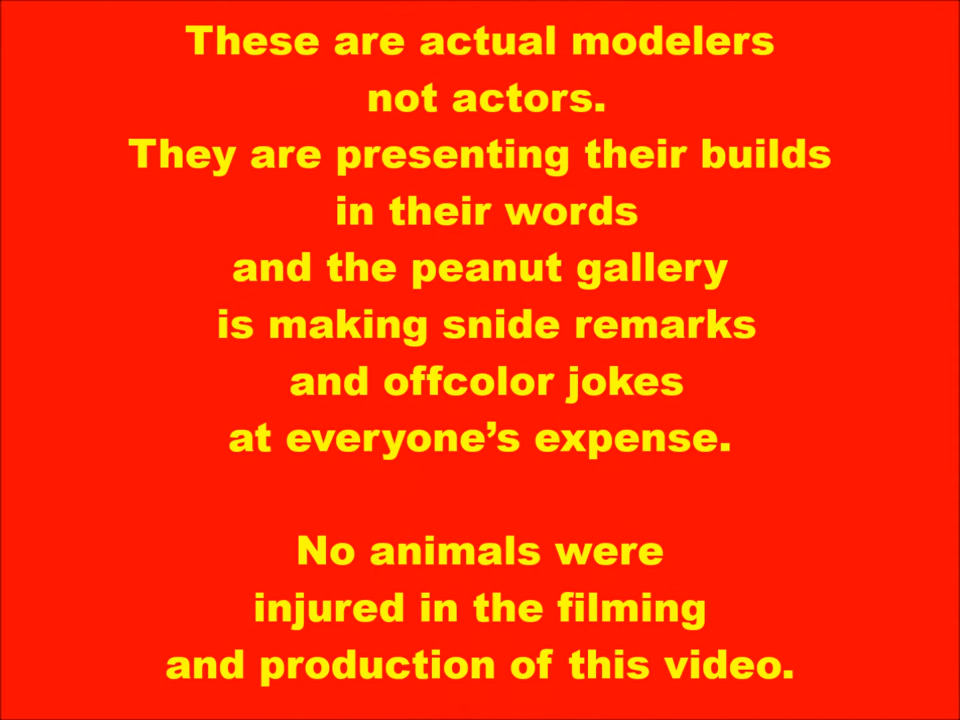 These are actual modelers
not actors.
They are presenting their builds
in their words
and the peanut gallery
is making snide remarks
and offcolor jokes
at everyone’s expense.
No animals were
injured in the filming
and production of this video.